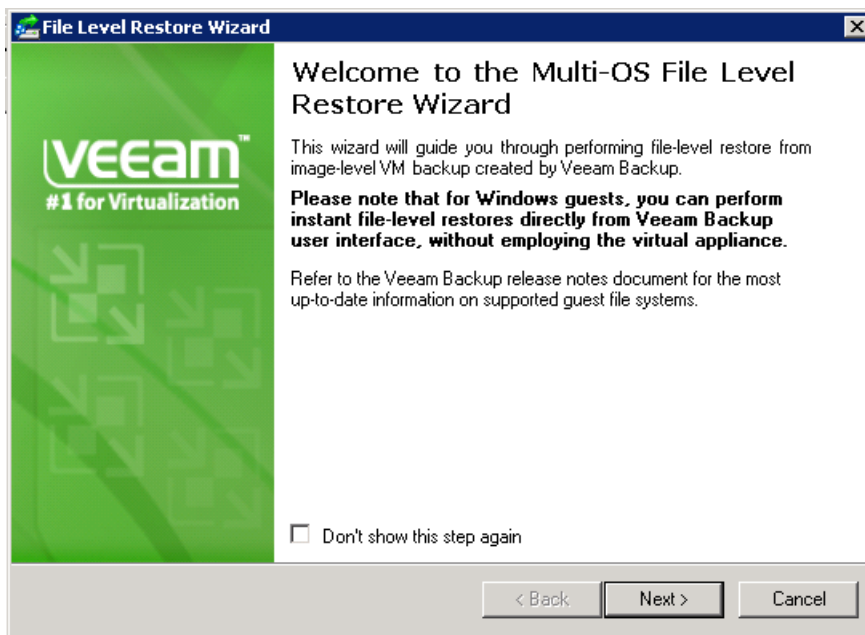 File Level Restore Wizard
Welcome to the Multi-OS File Level
Restore Wizard
This wizard will guide you through performing file-level restore from
image-level VM backup created by Veeam Backup.
Please note that for Windows guests, you can perform
instant file-level restores directly from Veeam Backup
user interface, without employing the virtual appliance.
Refer to the Veeam Backup release notes document for the most
up-to-date information on supported guest file systems.
veeam™
#1 for Virtualization
Don't show this step again
< Back
Next >
Cancel